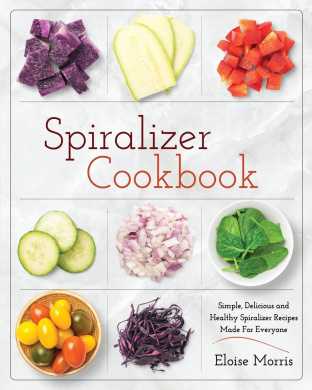 Spiralizer
Cookbook
Simple, Delicious and
Healthy Spiralizer Recipes
Made For Everyone
Eloise Morris